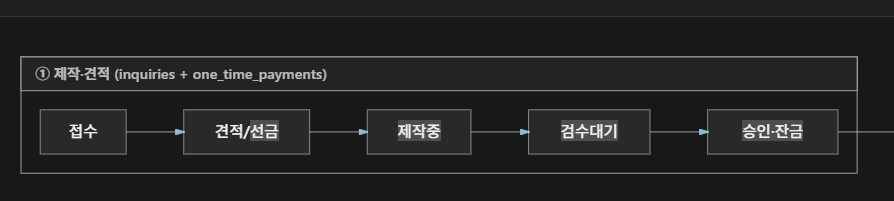 ① 제작·견적 (inquiries + one_time_payments)
접수
견적/선금
제작중
검수대기
승인·잔금